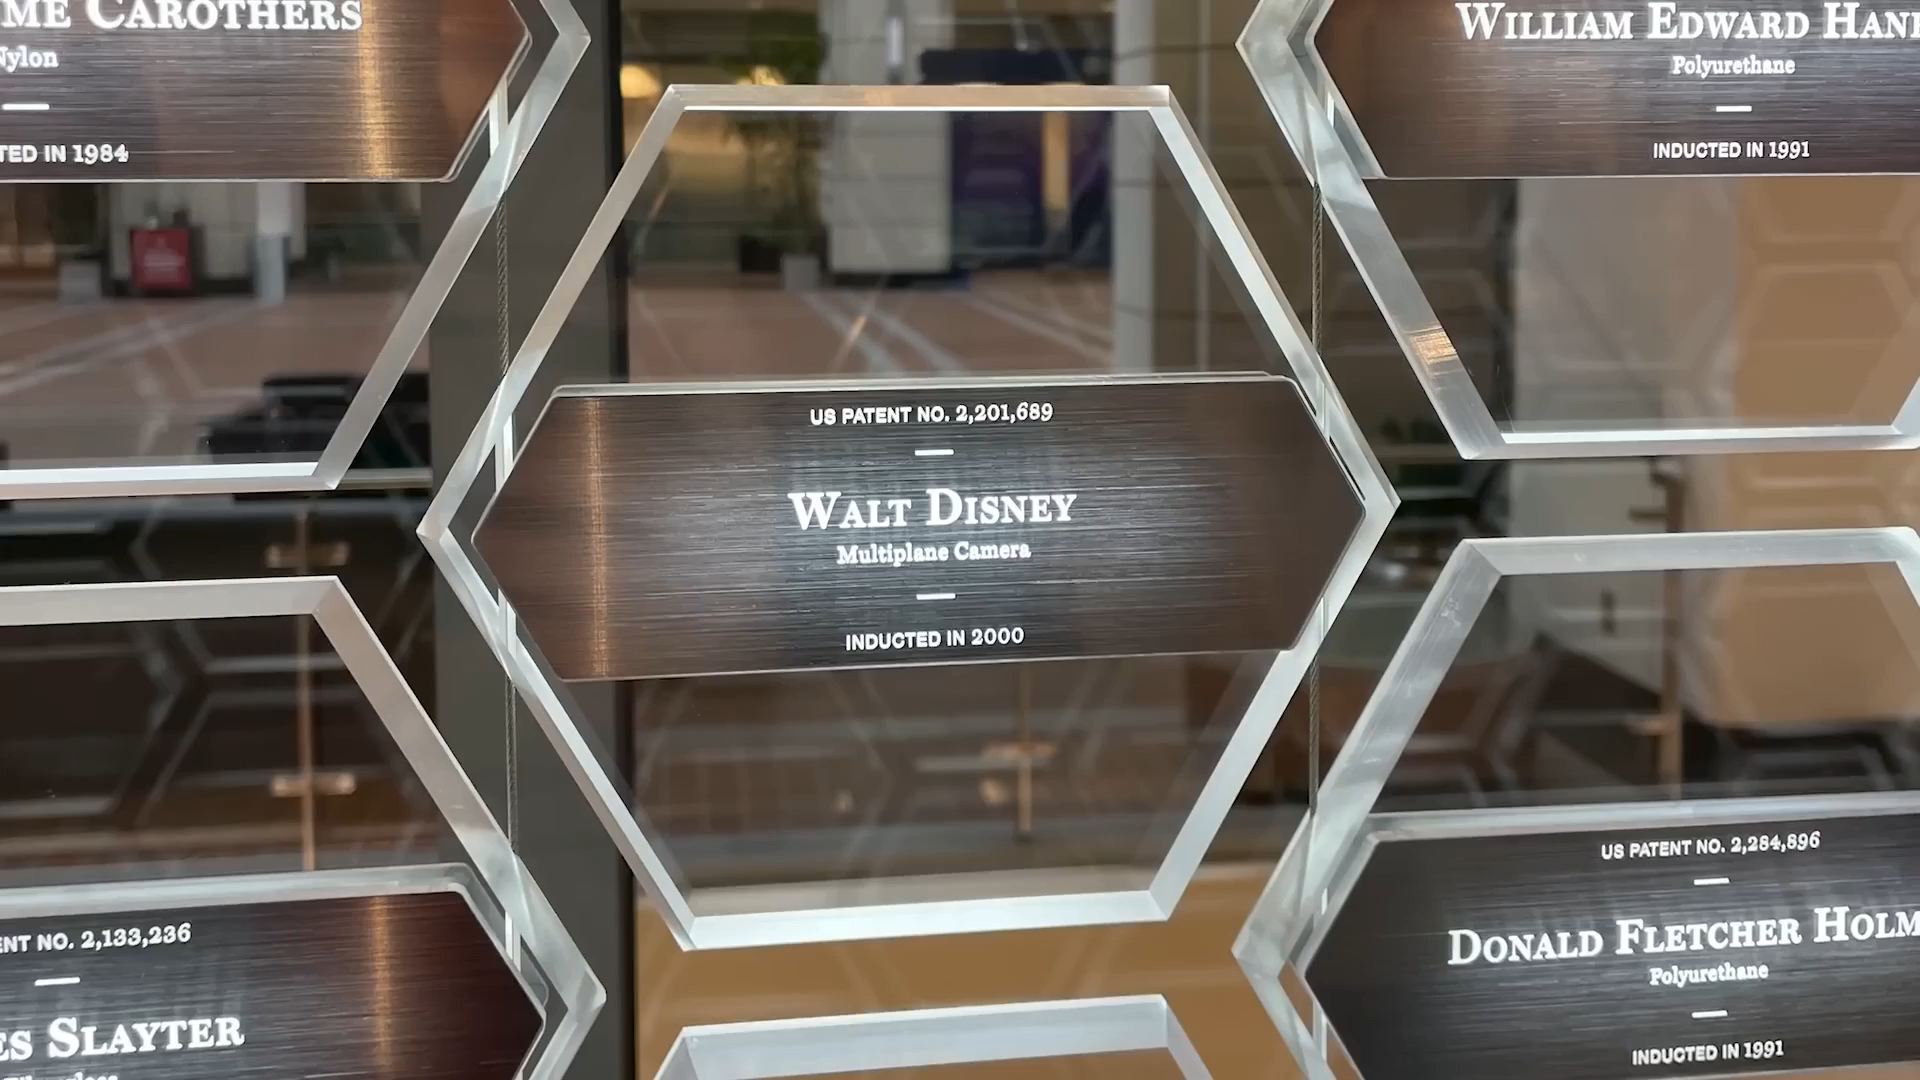 ME CAROTHERS
Nylon
TED IN 1984
WILLIAM EDWARD HAN
Polyurethane
INDUCTED IN 1991
US PATENT NO. 2,201,689
WALT DISNEY
Multiplane Camera
INDUCTED IN 2000
ENT NO. 2,133,236
ES SLAYTER
US PATENT NO. 2,284,896
DONALD FLETCHER HOLM
Polyurethane
INDUCTED IN 1991